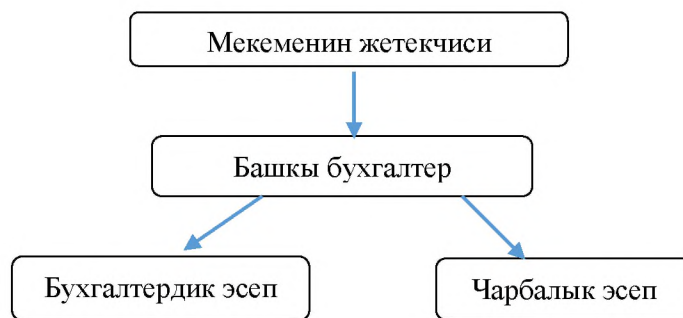 Мекеменин жетекчиси
Башкы бухгалтер
Бухгалтердик эсеп
Чарбалык эсеп